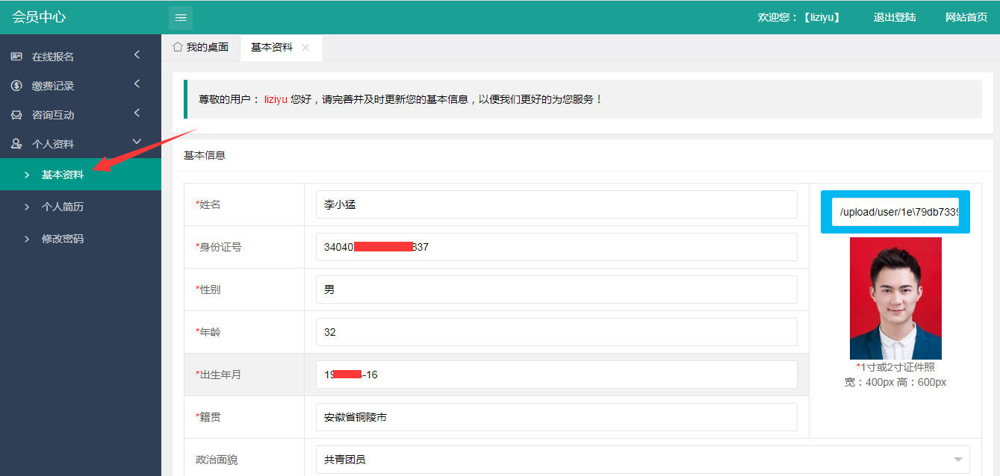 会员中心
欢迎您：【liziyu】 退出登陆 网站首页
在线报名
缴费记录
咨询互动
个人资料
基本资料
个人简历
修改密码
我的桌面 基本资料
尊敬的用户： liziyu 您好，请完善并及时更新您的基本信息，以便我们更好的为您服务！
基本信息
*姓名 李小猛
*身份证号 34040 837
*性别 男
*年龄 32
*出生年月 19 -16
*籍贯 安徽省铜陵市
政治面貌 共青团员
/upload/user/1e\79db7339
*1寸或2寸证件照
宽：400px 高：600px